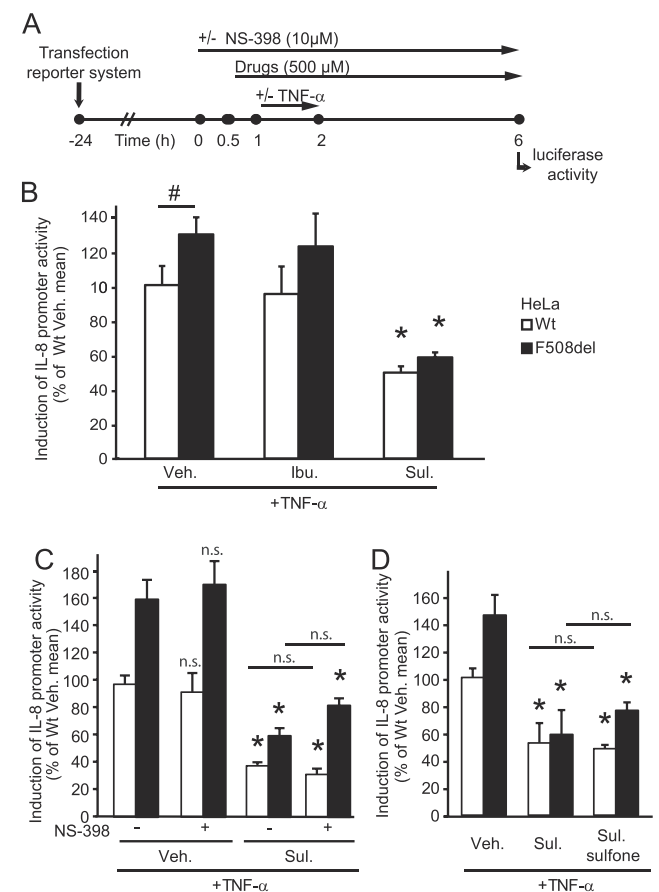 A
+/- NS-398 (10µM)
Transfection
reporter system
Drugs (500 µM)
+/- TNF-α
-24 Time (h) 0 0.5 1 2 6
luciferase
activity
B
#
Induction of IL-8 promoter activity
(% of Wt Veh. mean)
140
120
10
80
60
40
20
0
* *
HeLa
Wt
F508del
Veh. Ibu. Sul.
+TNF-α
C
Induction of IL-8 promoter activity
(% of Wt Veh. mean)
180
160
140
120
100
80
60
40
20
0
n.s.
n.s.
n.s.
n.s.
* * * *
NS-398 - + - +
Veh. Sul.
+TNF-α
D
Induction of IL-8 promoter activity
(% of Wt Veh. mean)
160
140
120
100
80
60
40
20
0
n.s.
n.s.
* * * *
Veh. Sul. Sul.
sulfone
+TNF-α